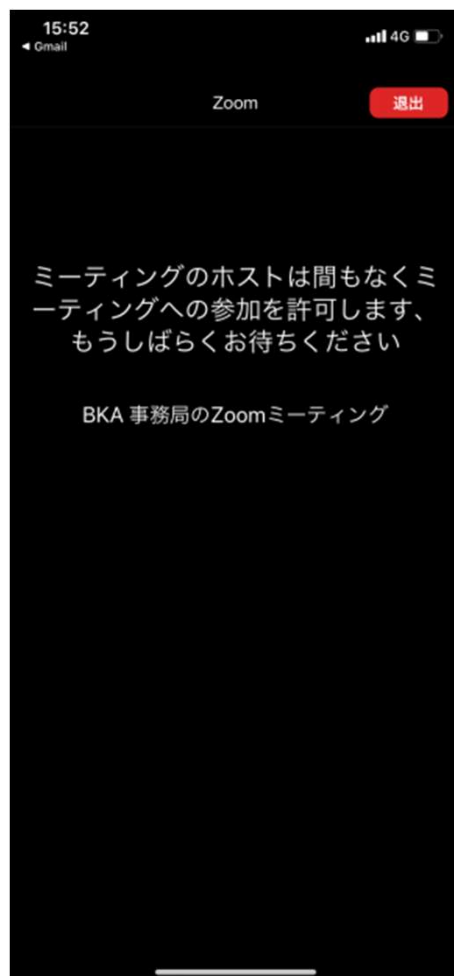 15:52
◀ Gmail
4G
Zoom
退出
ミーティングのホストは間もなくミ
ーティングへの参加を許可します、
もうしばらくお待ちください
BKA 事務局のZoomミーティング